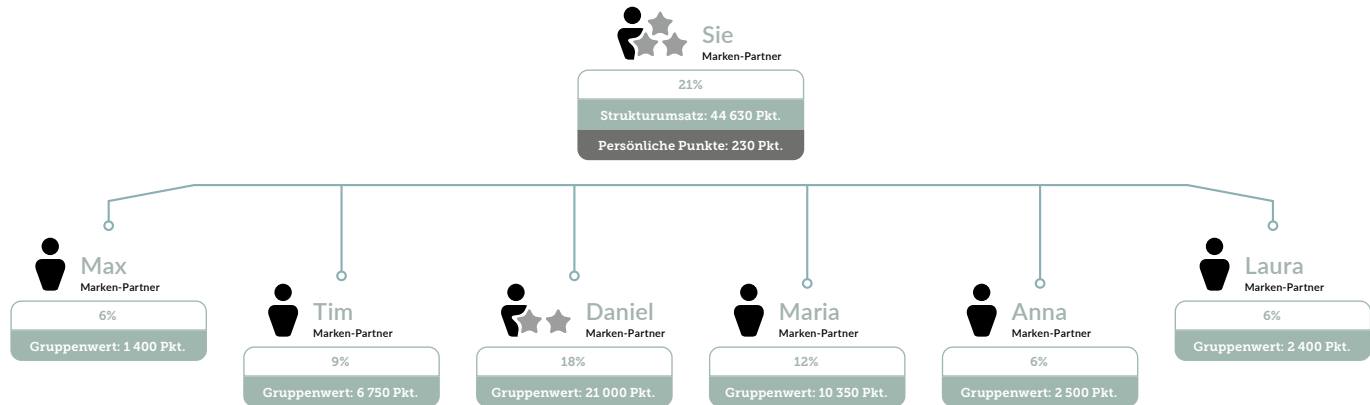 Sie
Marken-Partner
21%
Strukturumsatz: 44 630 Pkt.
Persönliche Punkte: 230 Pkt.
Max
Marken-Partner
6%
Gruppenwert: 1 400 Pkt.
Tim
Marken-Partner
9%
Gruppenwert: 6 750 Pkt.
Daniel
Marken-Partner
18%
Gruppenwert: 21 000 Pkt.
Maria
Marken-Partner
12%
Gruppenwert: 10 350 Pkt.
Anna
Marken-Partner
6%
Gruppenwert: 2 500 Pkt.
Laura
Marken-Partner
6%
Gruppenwert: 2 400 Pkt.